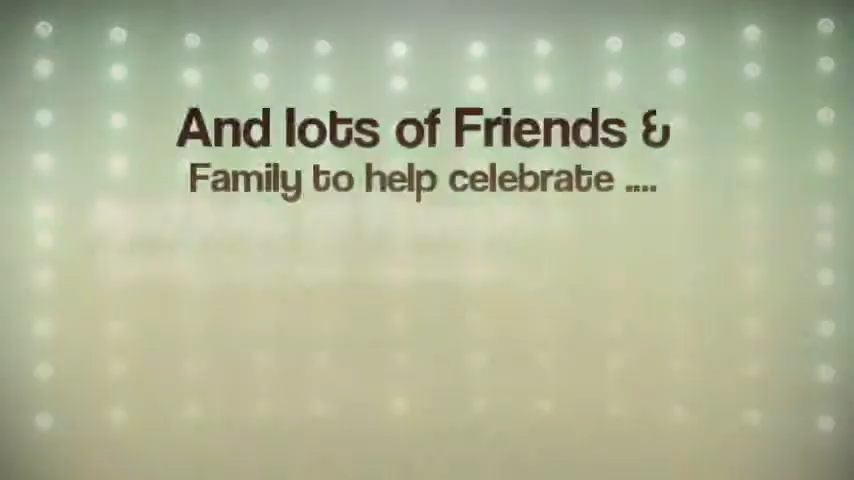 And lots of Friends &
Family to help celebrate ....